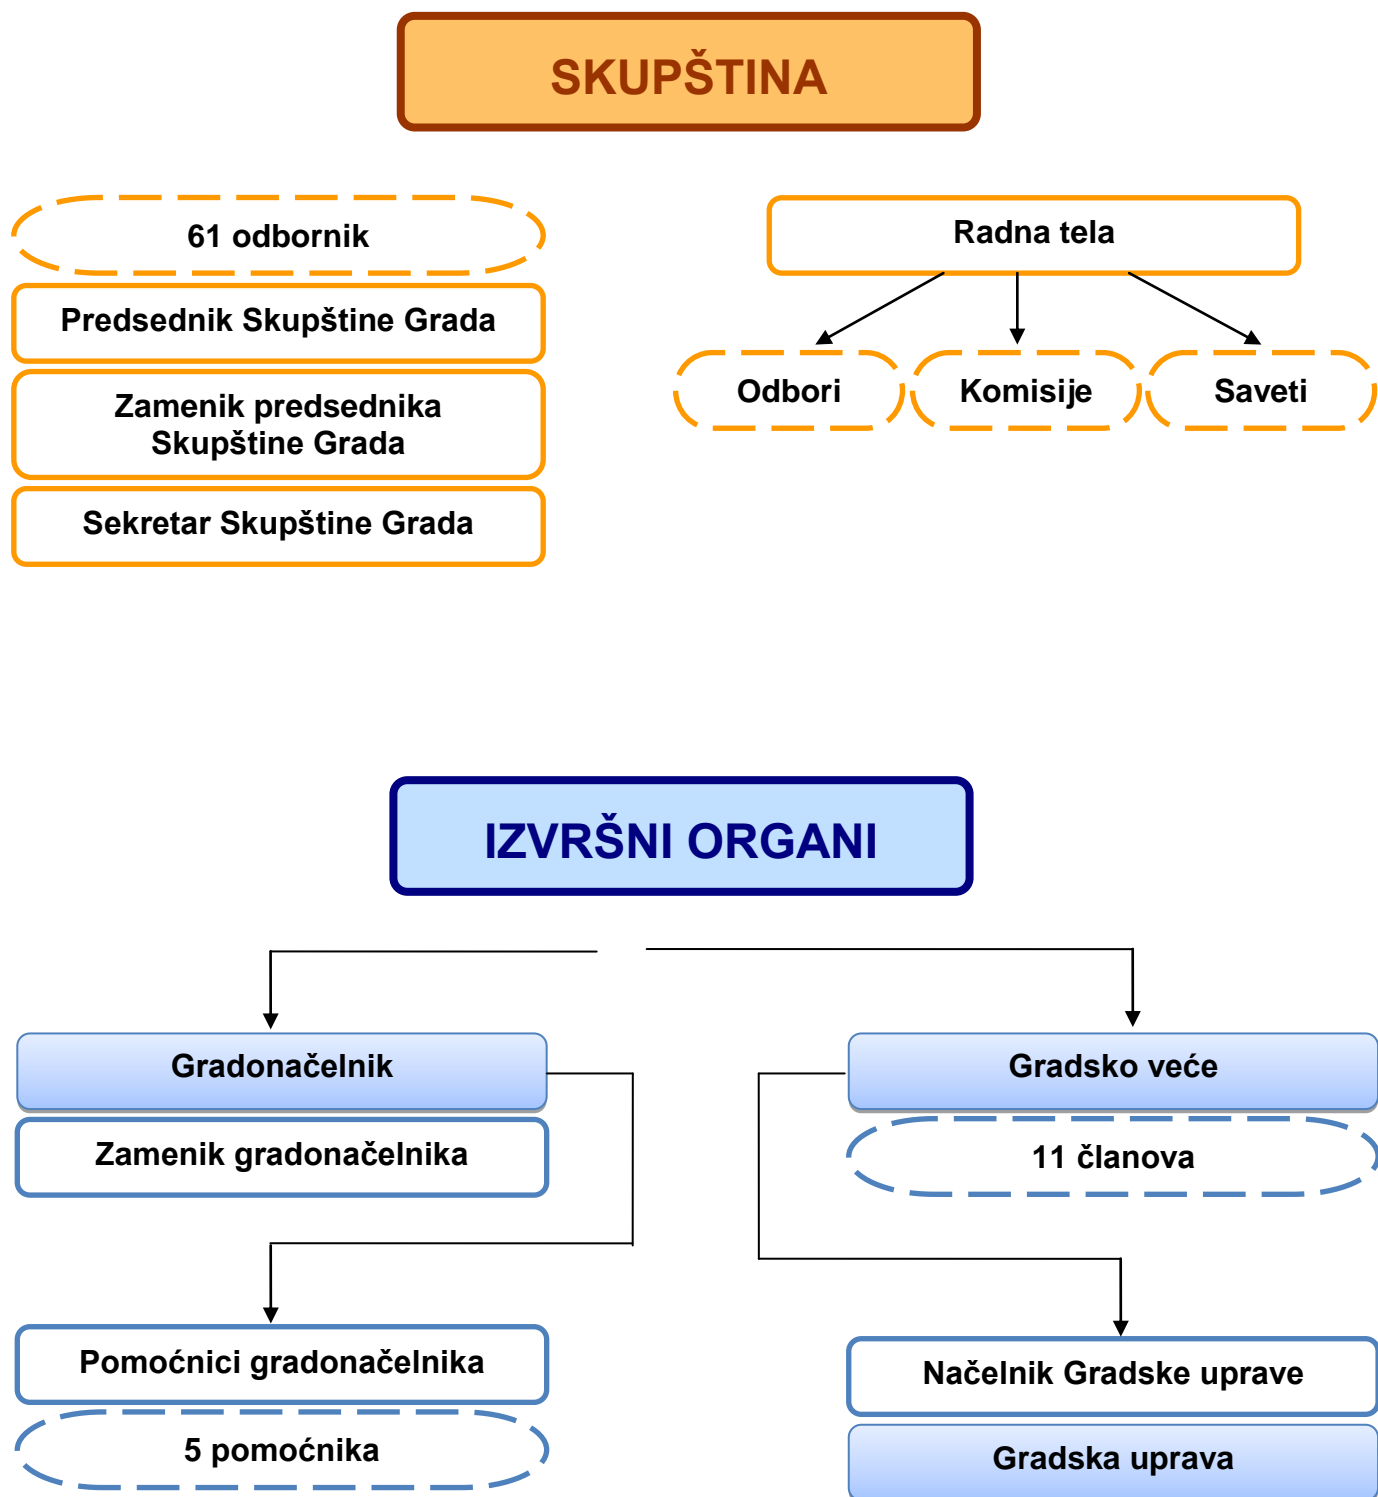 SKUPŠTINA
61 odbornik
Predsednik Skupštine Grada
Zamenik predsednika
Skupštine Grada
Sekretar Skupštine Grada
Radna tela
Odbori
Komisije
Saveti
IZVRŠNI ORGANI
Gradonačelnik
Zamenik gradonačelnika
Pomoćnici gradonačelnika
5 pomoćnika
Gradsko veće
11 članova
Načelnik Gradske uprave
Gradska uprava